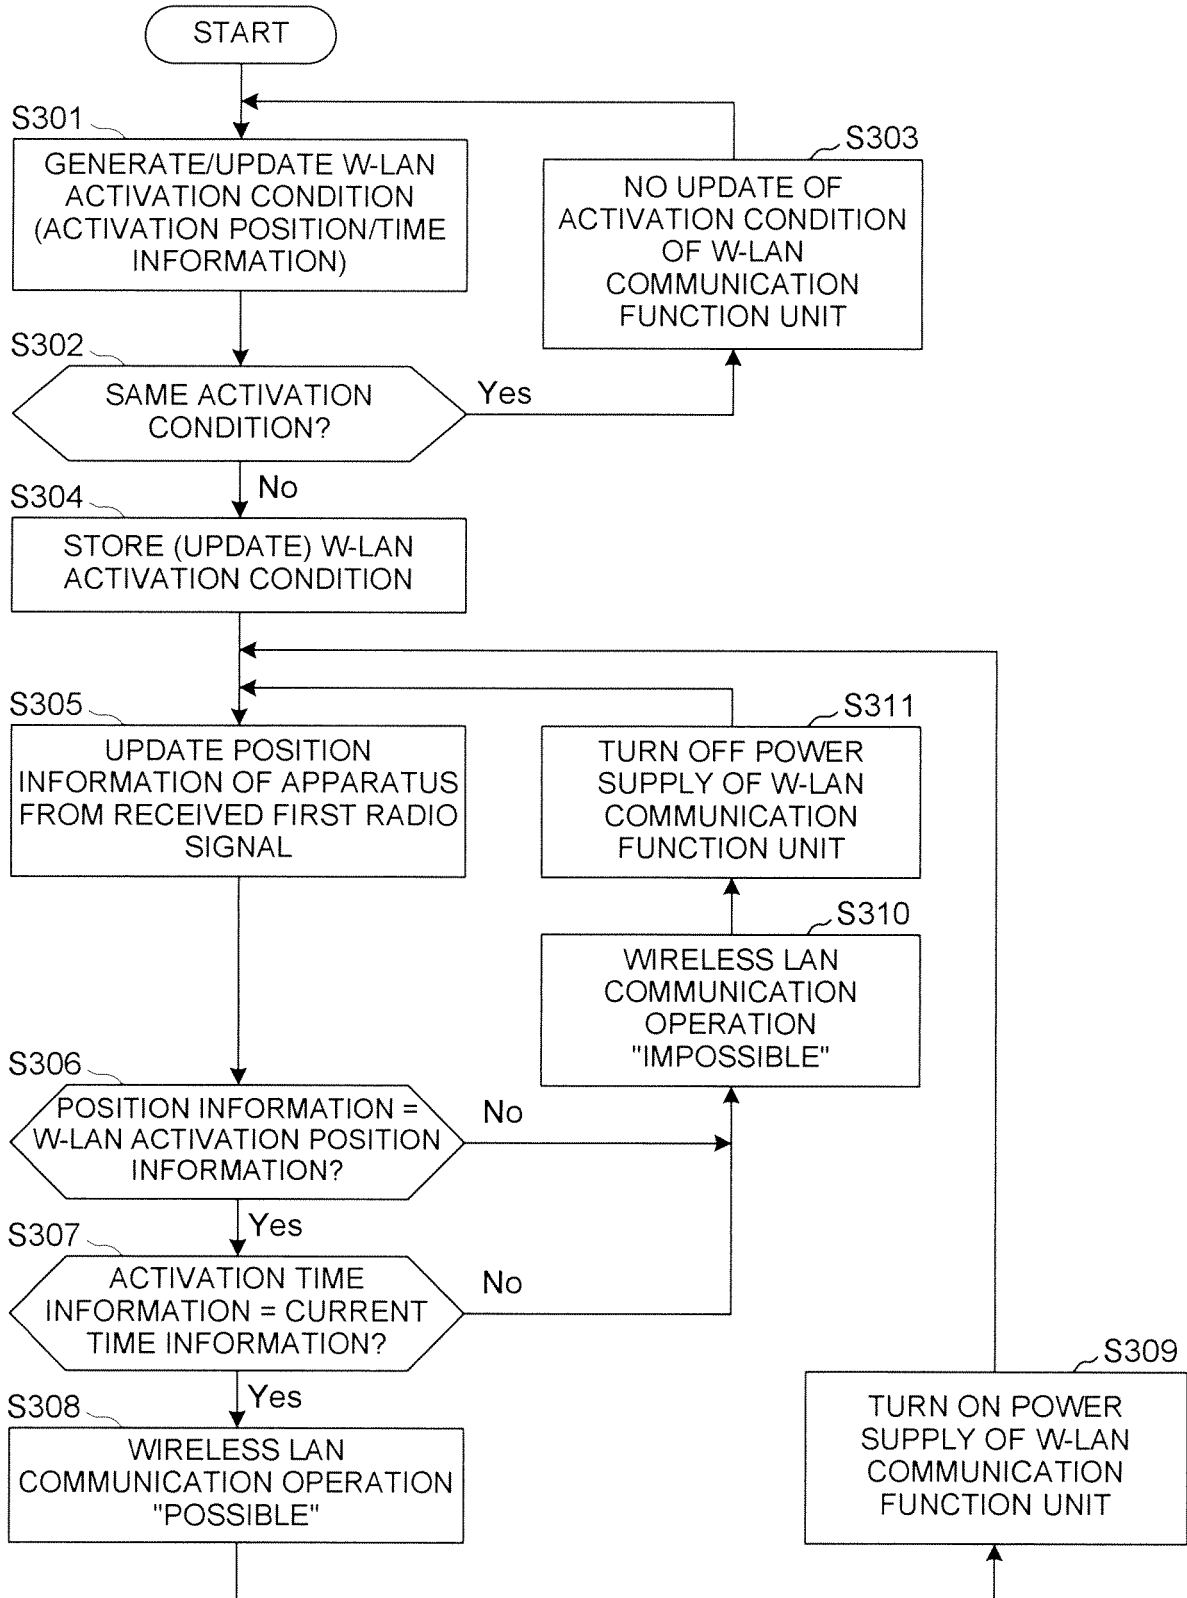 START
S301
GENERATE/UPDATE W-LAN
ACTIVATION CONDITION
(ACTIVATION POSITION/TIME
INFORMATION)
S303
NO UPDATE OF
ACTIVATION CONDITION
OF W-LAN
COMMUNICATION
FUNCTION UNIT
S302
SAME ACTIVATION
CONDITION?
Yes
No
S304
STORE (UPDATE) W-LAN
ACTIVATION CONDITION
S305
UPDATE POSITION
INFORMATION OF APPARATUS
FROM RECEIVED FIRST RADIO
SIGNAL
S311
TURN OFF POWER
SUPPLY OF W-LAN
COMMUNICATION
FUNCTION UNIT
S310
WIRELESS LAN
COMMUNICATION
OPERATION
"IMPOSSIBLE"
S306
POSITION INFORMATION =
W-LAN ACTIVATION POSITION
INFORMATION?
No
Yes
S307
ACTIVATION TIME
INFORMATION = CURRENT
TIME INFORMATION?
No
Yes
S308
WIRELESS LAN
COMMUNICATION OPERATION
"POSSIBLE"
S309
TURN ON POWER
SUPPLY OF W-LAN
COMMUNICATION
FUNCTION UNIT